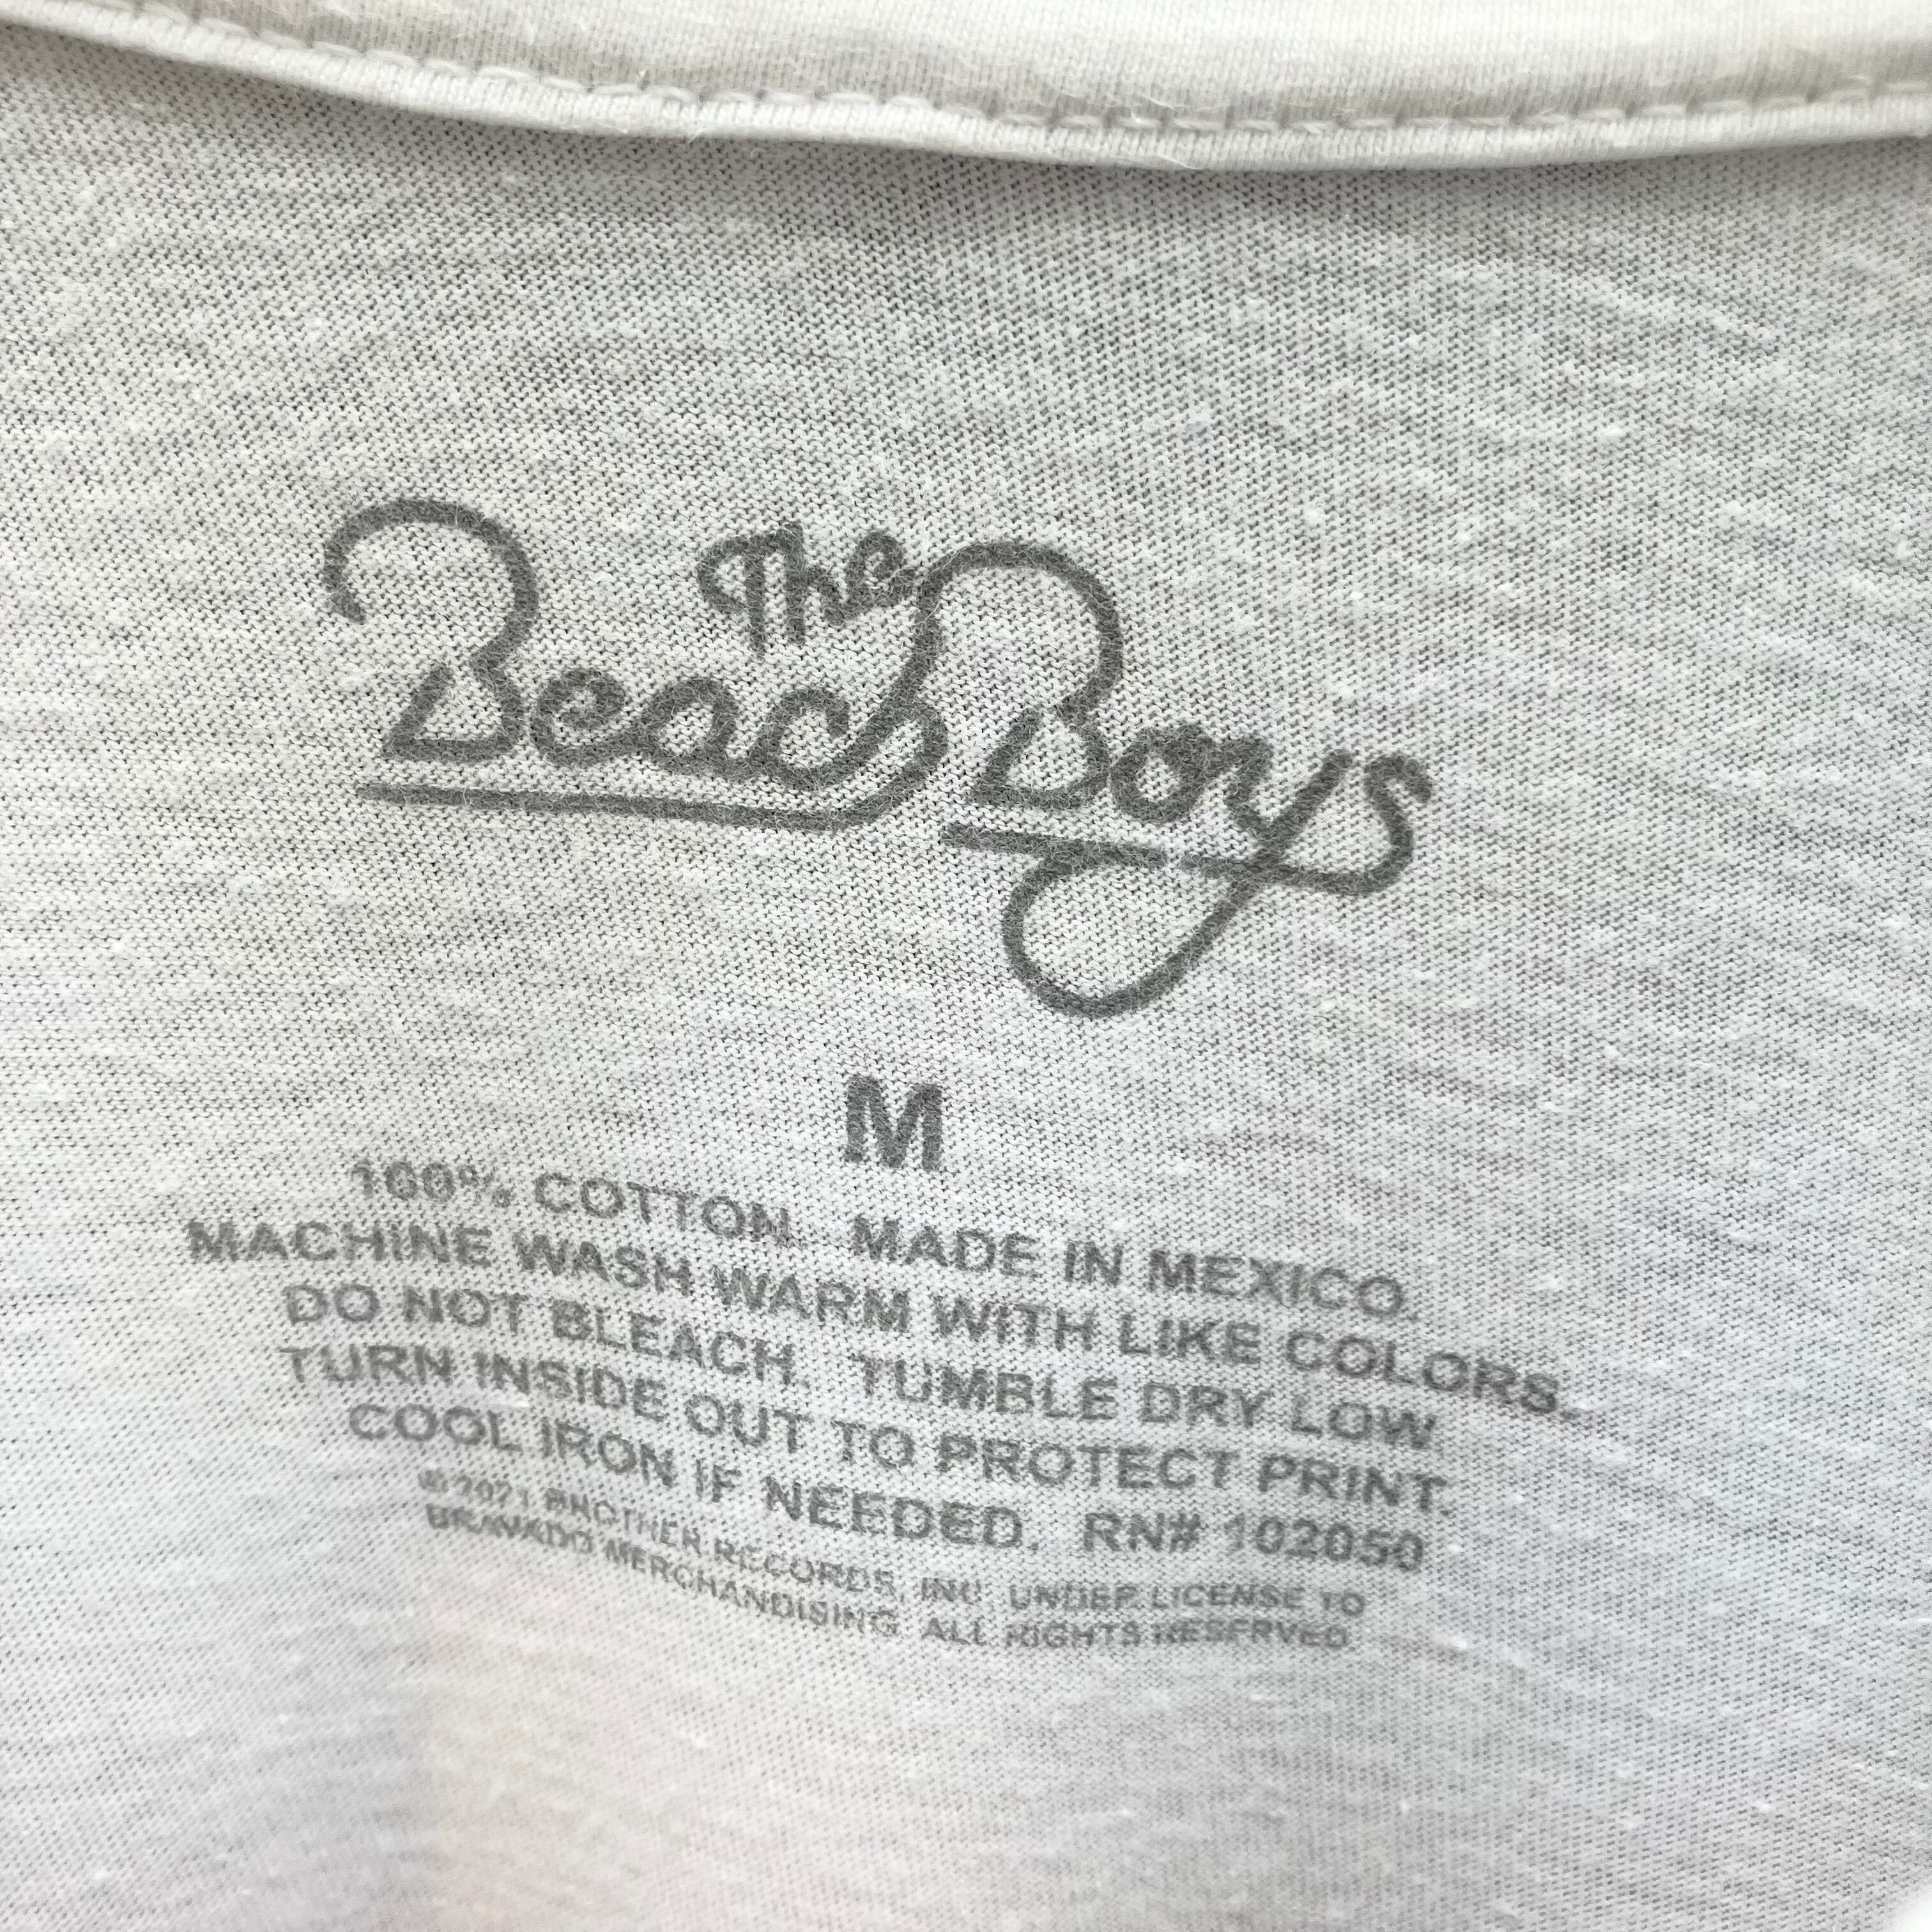 The
Beach Boys
M
100% COTTON. MADE IN MEXICO.
MACHINE WASH WARM WITH LIKE COLORS.
DO NOT BLEACH. TUMBLE DRY LOW.
TURN INSIDE OUT TO PROTECT PRINT.
COOL IRON IF NEEDED. RN# 102050
© 2021 BROTHER RECORDS, INC. UNDER LICENSE TO
BRAVADO MERCHANDISING. ALL RIGHTS RESERVED.